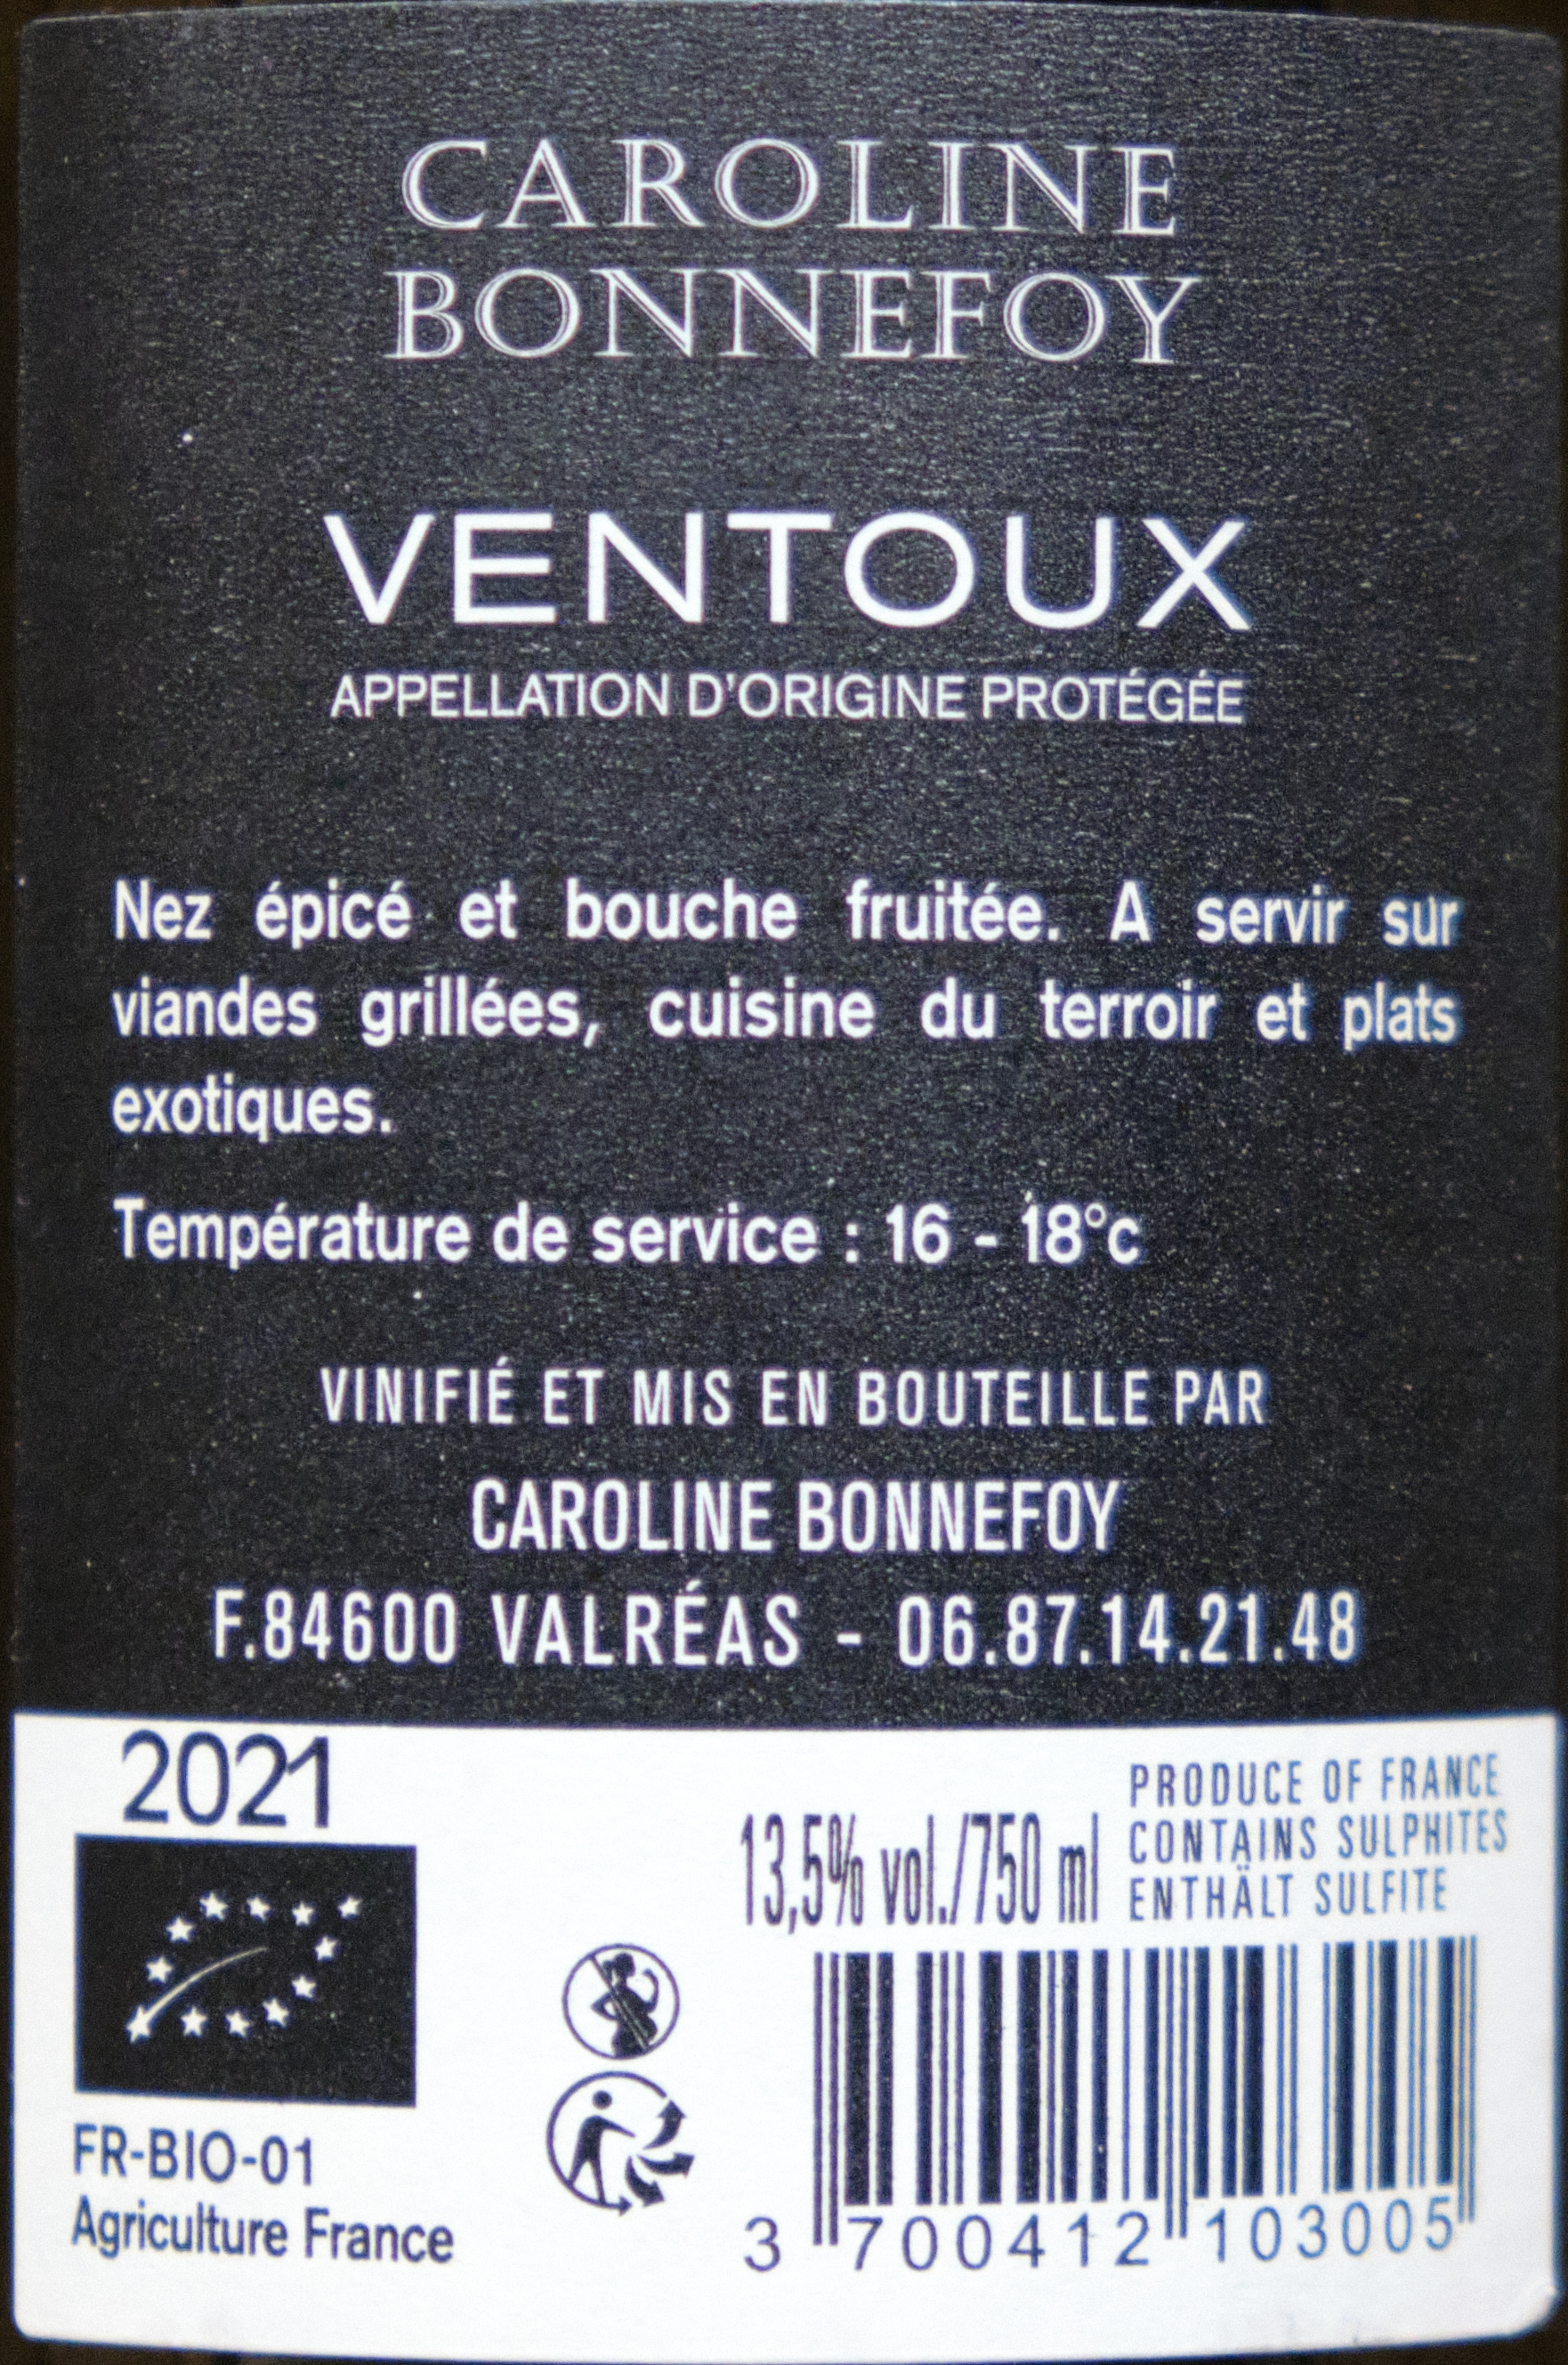 CAROLINE
BONNEFOY
VENTOUX
APPELLATION D'ORIGINE PROTÉGÉE
Nez épicé et bouche fruitée. A servir sur
viandes grillées, cuisine du terroir et plats
exotiques.
Température de service : 16 - 18°c
VINIFIÉ ET MIS EN BOUTEILLE PAR
CAROLINE BONNEFOY
F.84600 VALRÉAS - 06.87.14.21.48
2021
FR-BIO-01
Agriculture France
13,5% vol./750 ml
PRODUCE OF FRANCE
CONTAINS SULPHITES
ENTHÄLT SULFITE
3 700412 103005